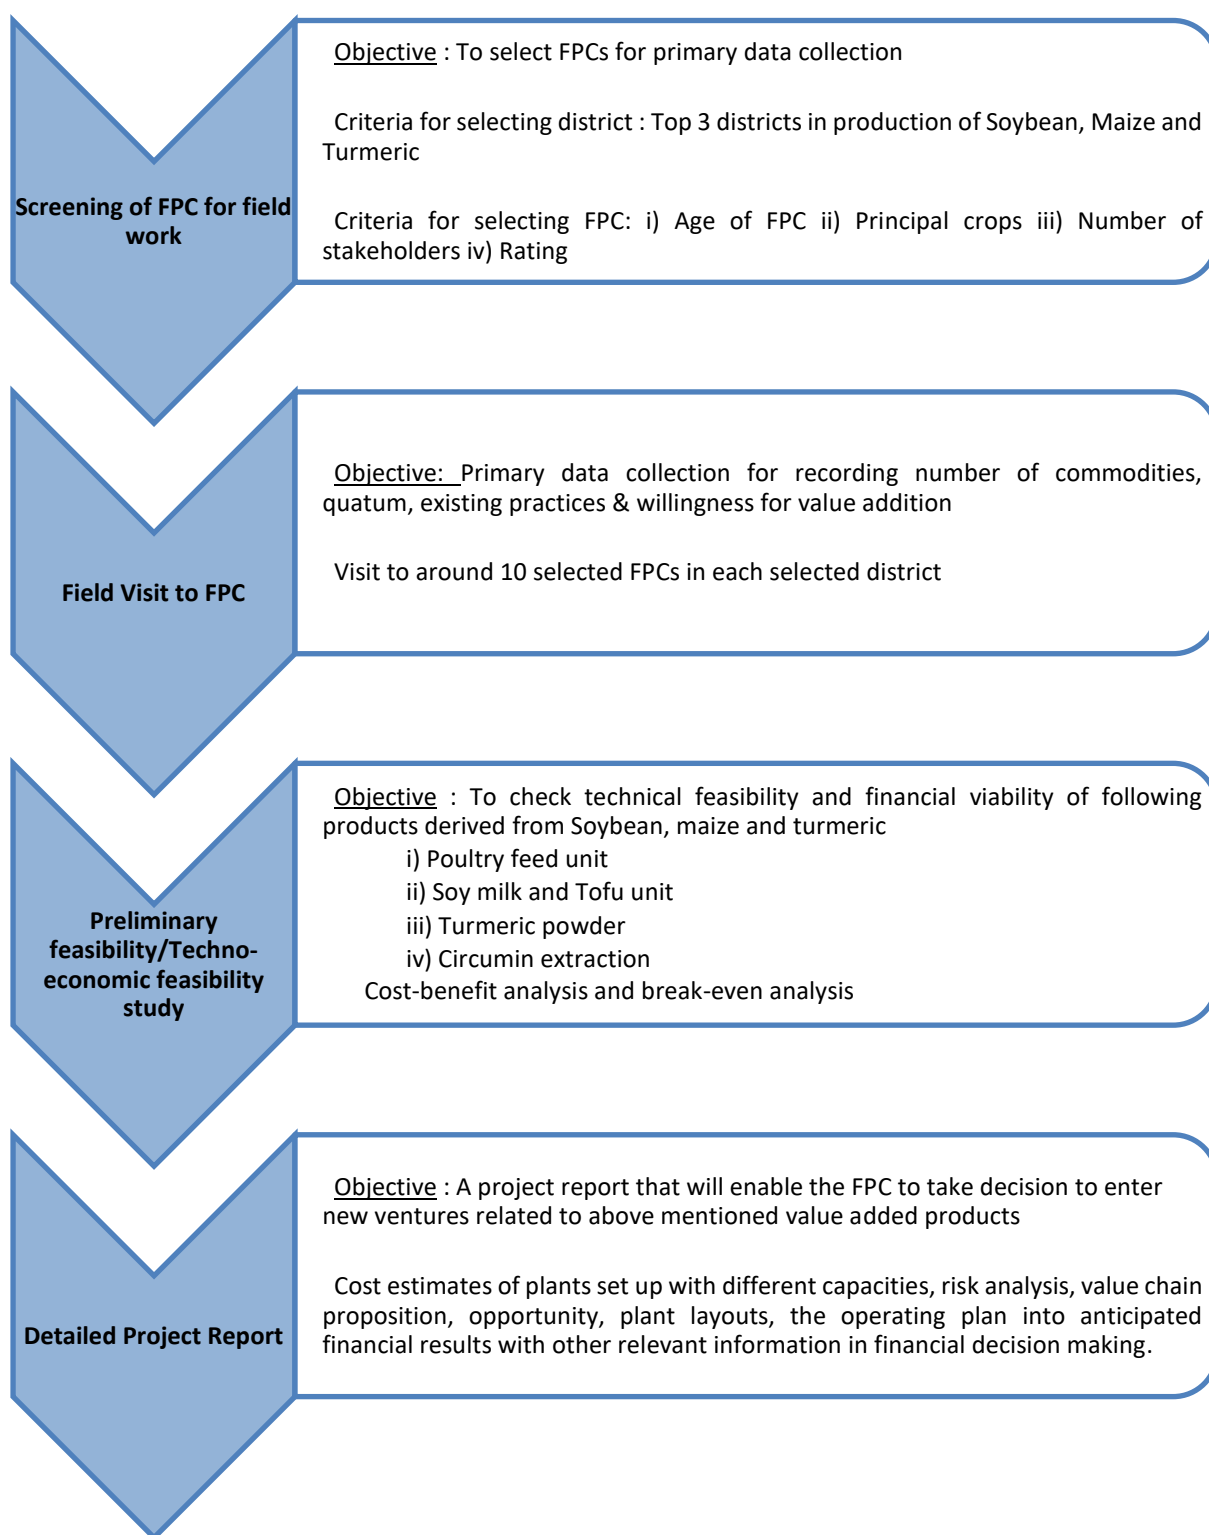 Objective : To select FPCs for primary data collection
Criteria for selecting district : Top 3 districts in production of Soybean, Maize and
Turmeric
Criteria for selecting FPC: i) Age of FPC ii) Principal crops iii) Number of
stakeholders iv) Rating
Screening of FPC for field
work
Objective: Primary data collection for recording number of commodities,
quatum, existing practices & willingness for value addition
Visit to around 10 selected FPCs in each selected district
Field Visit to FPC
Objective : To check technical feasibility and financial viability of following
products derived from Soybean, maize and turmeric
i) Poultry feed unit
ii) Soy milk and Tofu unit
iii) Turmeric powder
iv) Circumin extraction
Cost-benefit analysis and break-even analysis
Preliminary
feasibility/Techno-
economic feasibility
study
Objective : A project report that will enable the FPC to take decision to enter
new ventures related to above mentioned value added products
Cost estimates of plants set up with different capacities, risk analysis, value chain
proposition, opportunity, plant layouts, the operating plan into anticipated
financial results with other relevant information in financial decision making.
Detailed Project Report